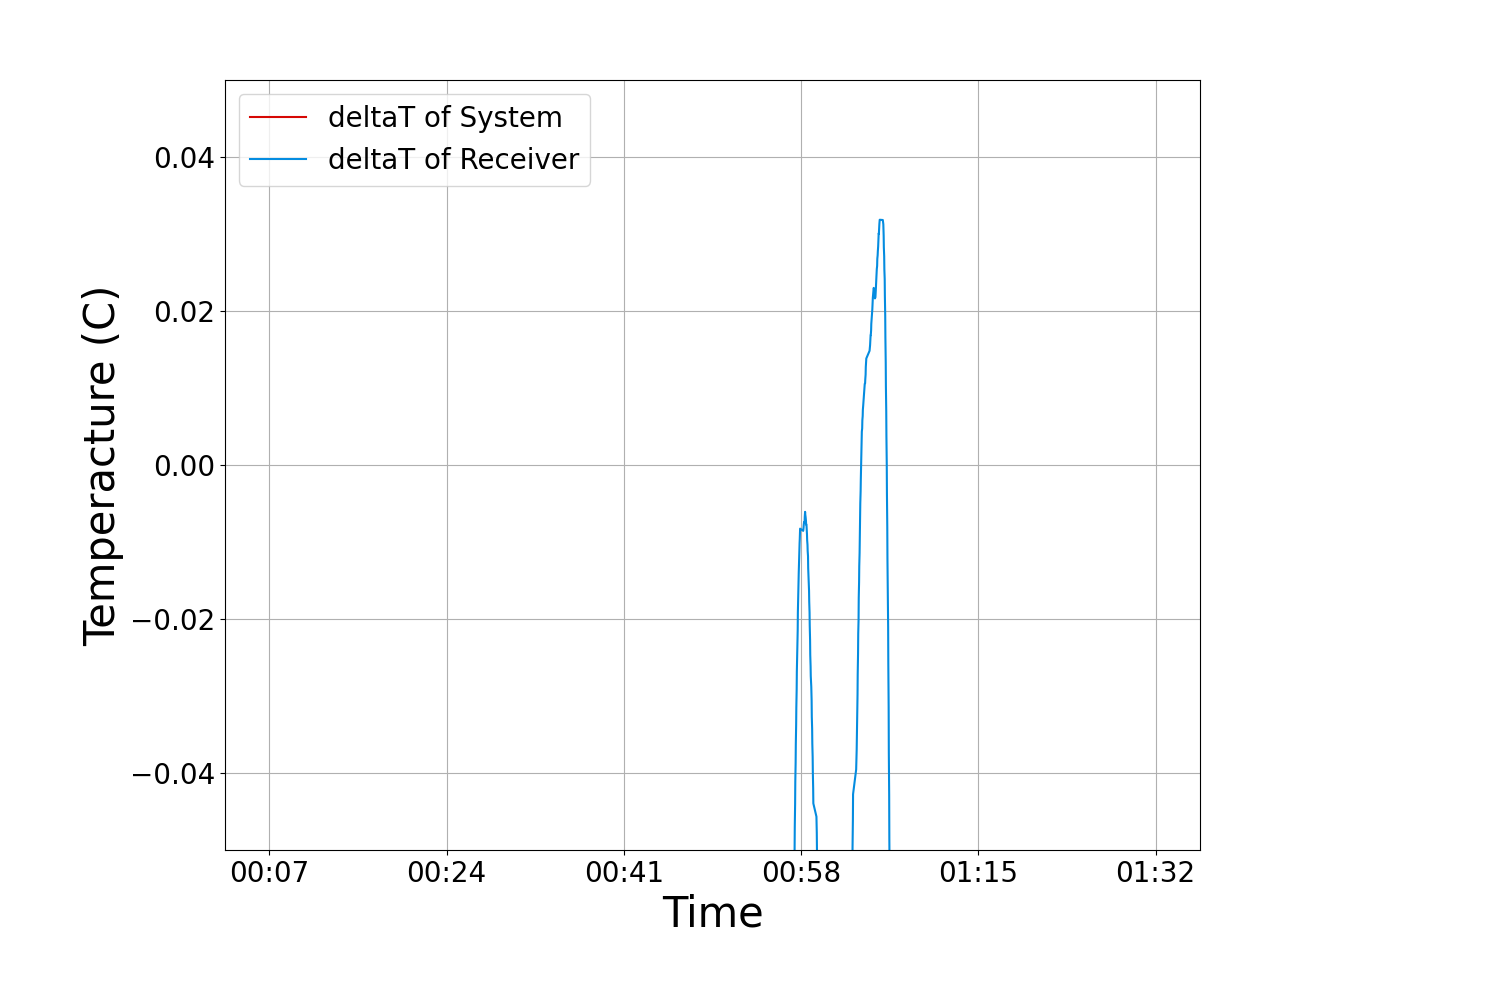 deltaT of System
deltaT of Receiver
0.04
0.02
0.00
−0.02
−0.04
Temperacture (C)
00:07 00:24 00:41 00:58 01:15 01:32
Time